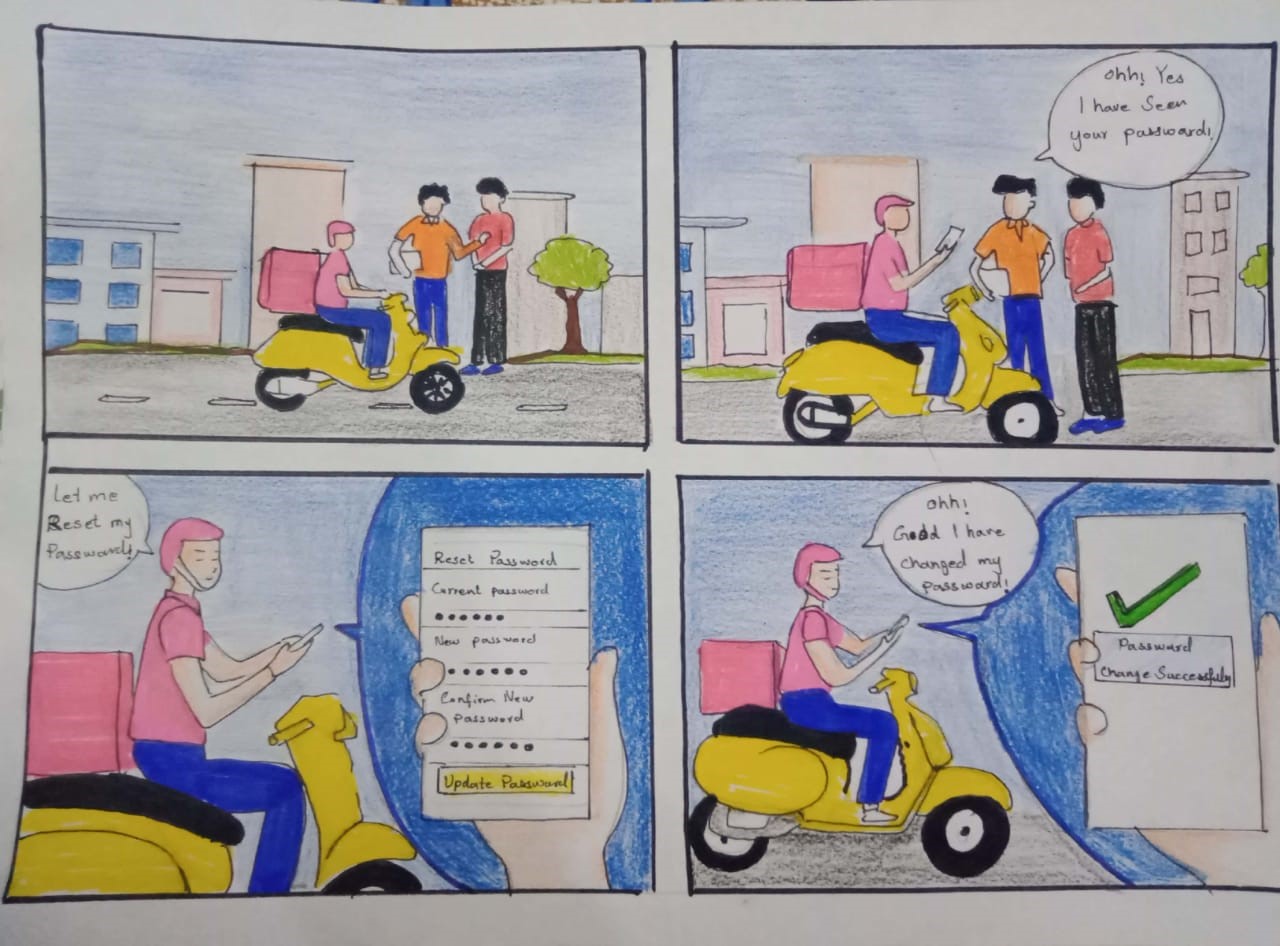 Ohh! Yes
I have Seen
your password!
Let me
Reset my
Password!
Reset Password
Current password
New password
Confirm New
Password
Update Password
Ohh!
Good I have
changed my
Password!
Password
Change Successfully